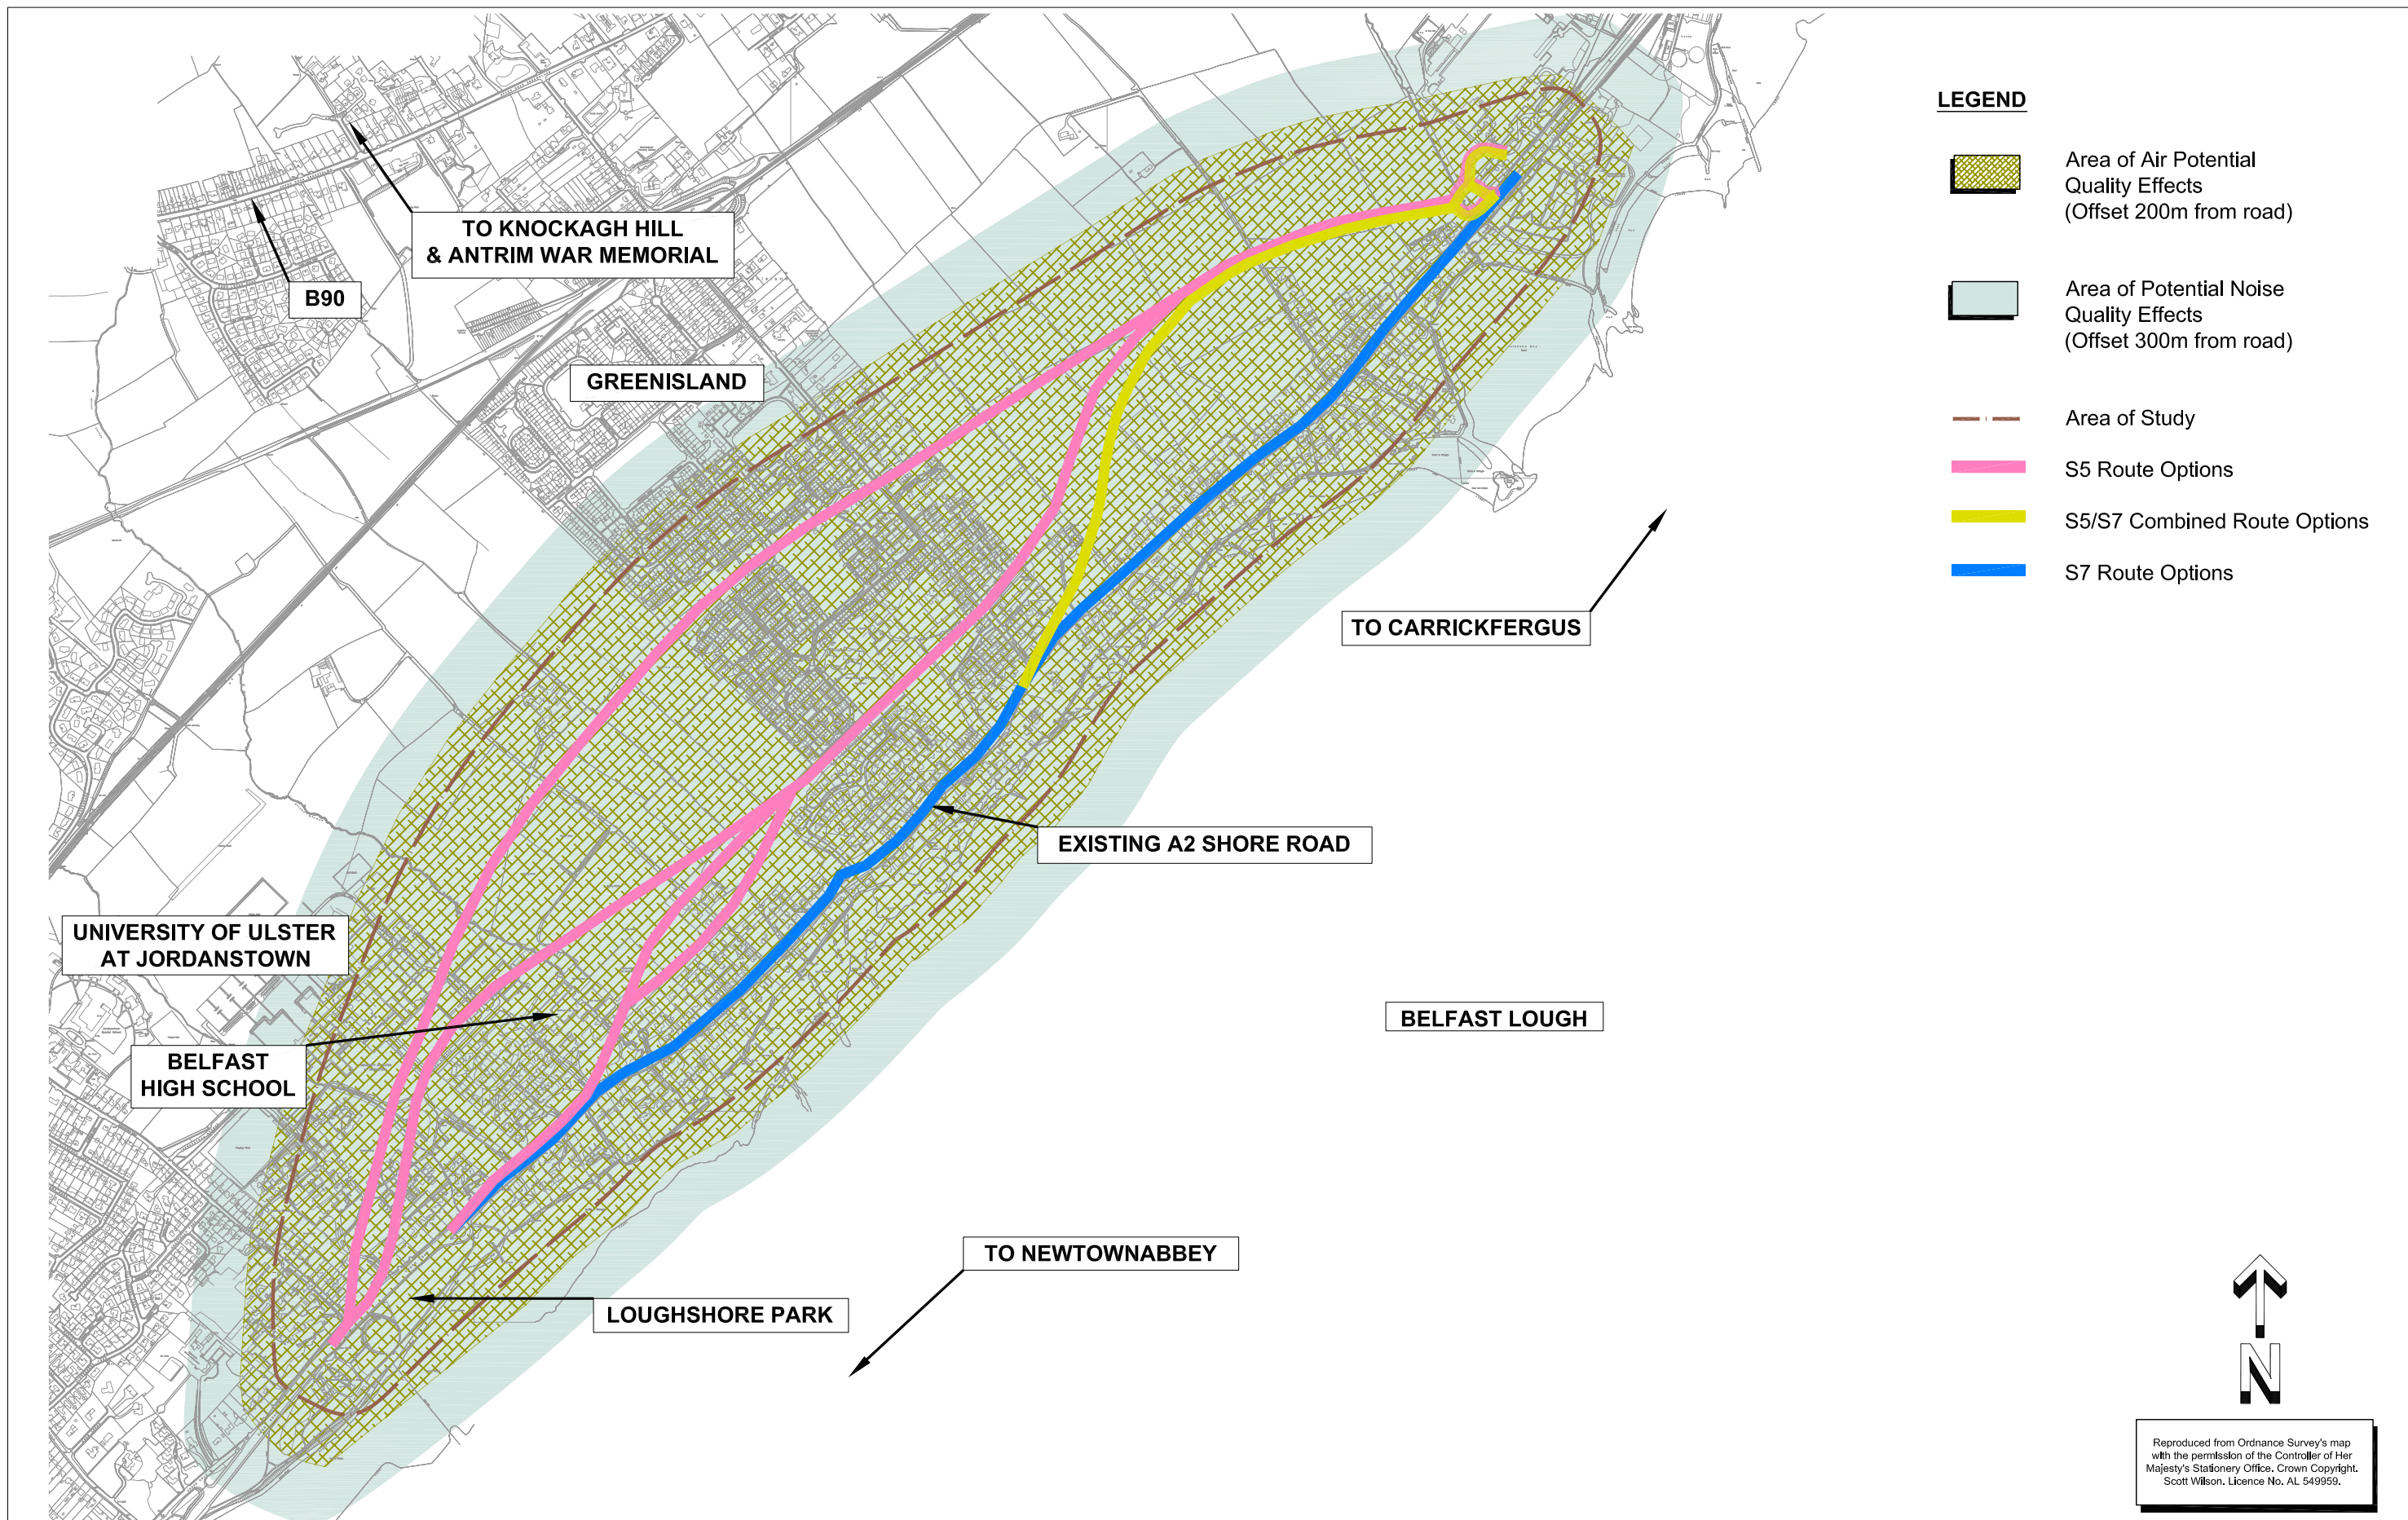 TO KNOCKAGH HILL
& ANTRIM WAR MEMORIAL
B90
GREENISLAND
UNIVERSITY OF ULSTER
AT JORDANSTOWN
BELFAST
HIGH SCHOOL
LOUGHSHORE PARK
TO NEWTOWNABBEY
EXISTING A2 SHORE ROAD
TO CARRICKFERGUS
BELFAST LOUGH
LEGEND
Area of Air Potential
Quality Effects
(Offset 200m from road)
Area of Potential Noise
Quality Effects
(Offset 300m from road)
Area of Study
S5 Route Options
S5/S7 Combined Route Options
S7 Route Options
N
Reproduced from Ordnance Survey's map
with the permission of the Controller of Her
Majesty's Stationery Office. Crown Copyright.
Scott Wilson. Licence No. AL 549959.